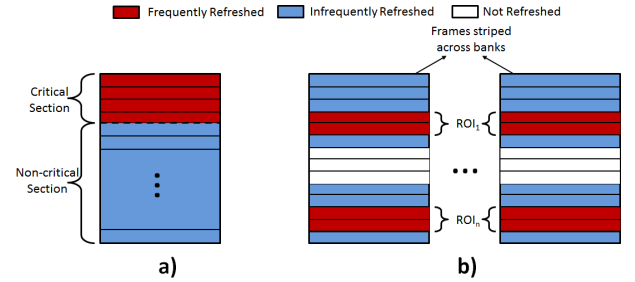 Frequently Refreshed
Infrequently Refreshed
Not Refreshed
Frames striped
across banks
Critical
Section
Non-critical
Section
ROI1
ROIn
a)
b)